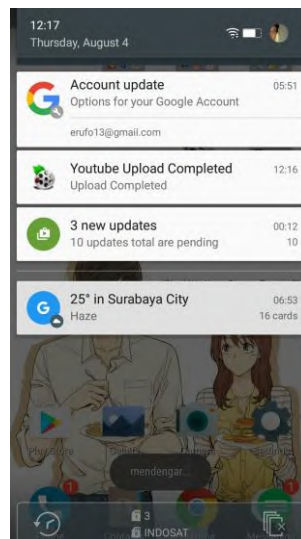 12:17
Thursday, August 4
Account update
05:51
Options for your Google Account
erufo13@gmail.com
Youtube Upload Completed
12:16
Upload Completed
3 new updates
00:12
10 updates total are pending
10
25° in Surabaya City
06:53
Haze
16 cards
Play Store
mendengar...
1
1
3
INDOSAT